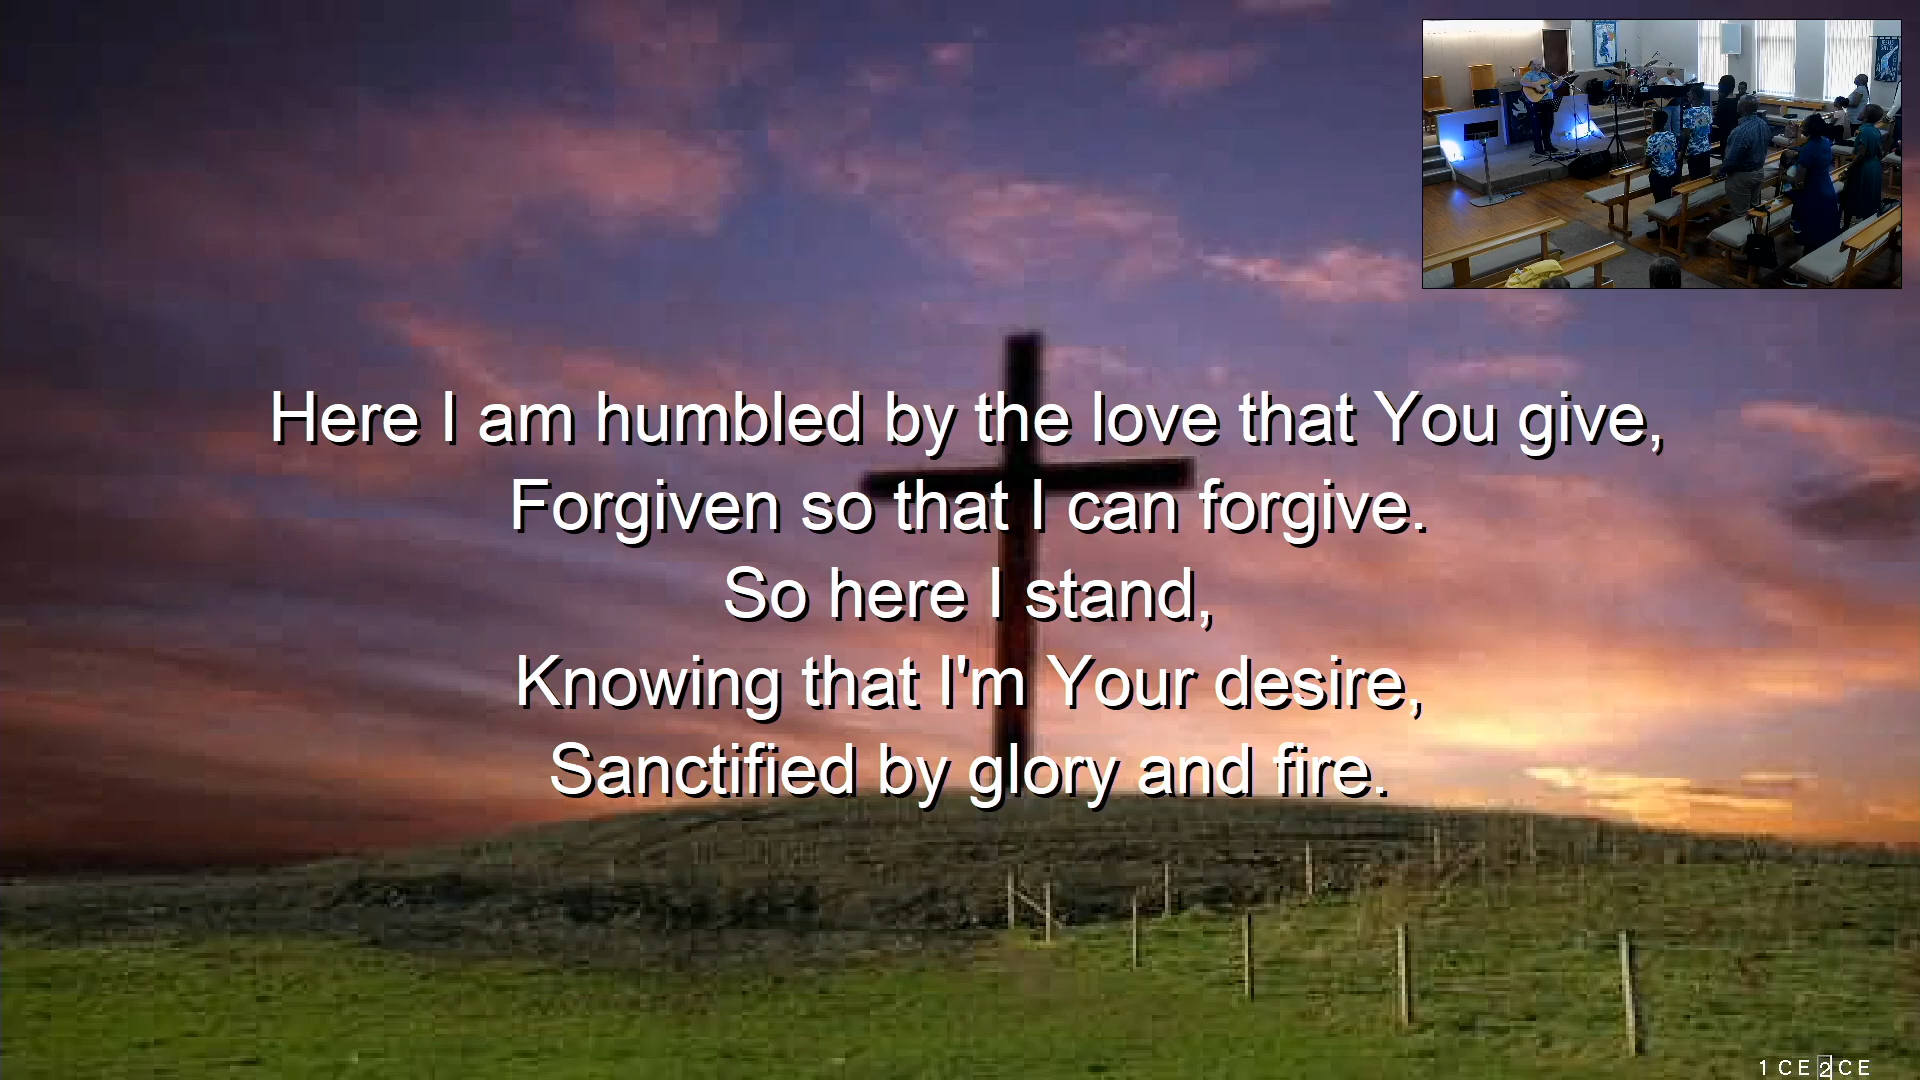 Here I am humbled by the love that You give,
Forgiven so that I can forgive.
So here I stand,
Knowing that I'm Your desire,
Sanctified by glory and fire.
1 C E 2 C E